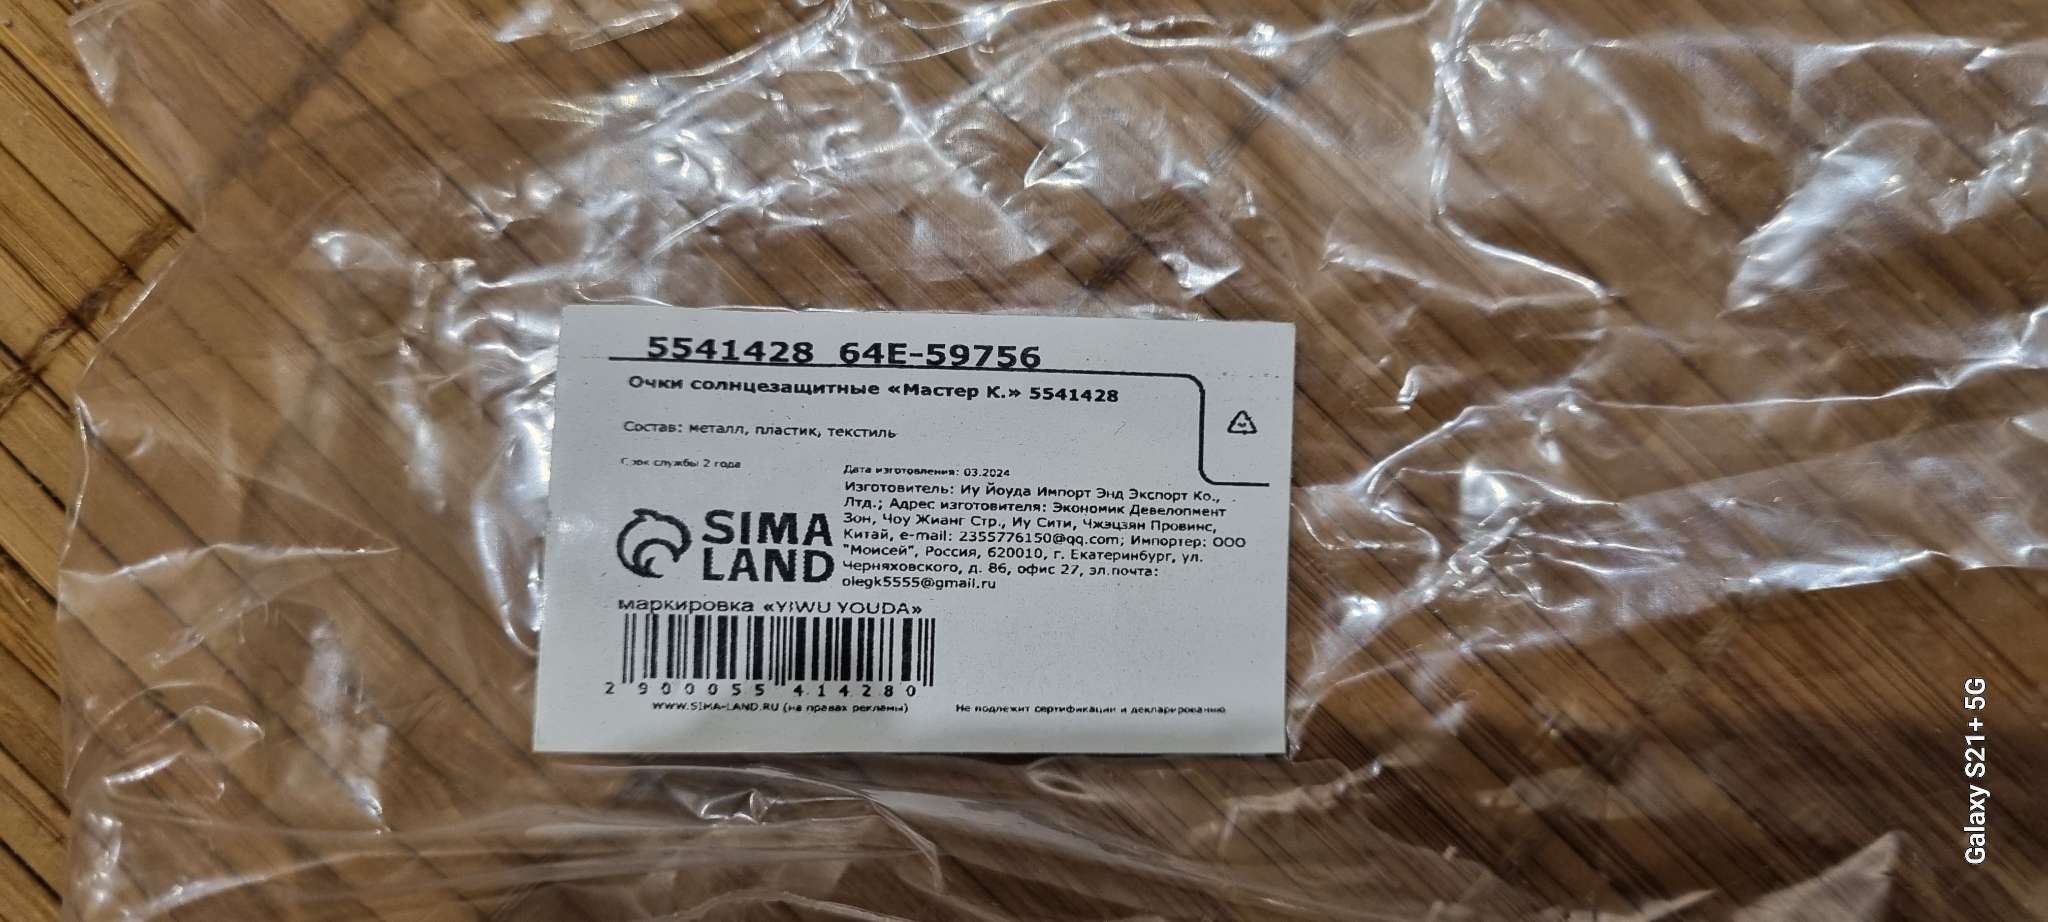 5541428 64E-59756
Очки солнцезащитные «Мастер К.» 5541428
Состав: металл, пластик, текстиль
Срок службы 2 года
Дата изготовления: 03.2024
Изготовитель: Иу Йоуда Импорт Энд Экспорт Ко.,
Лтд.; Адрес изготовителя: Экономик Девелопмент
Зон, Чоу Жианг Стр., Иу Сити, Чжэцзян Провинс,
Китай, e-mail: 2355776150@qq.com; Импортер: ООО
"Моисей", Россия, 620010, г. Екатеринбург, ул.
Черняховского, д. 86, офис 27, эл.почта:
olegk5555@gmail.ru
SIMA
LAND
маркировка «YIWU YOUDA»
2 900055 414280
WWW.SIMA-LAND.RU (на правах рекламы)
Не подлежит сертификации и декларированию
Galaxy S21+ 5G